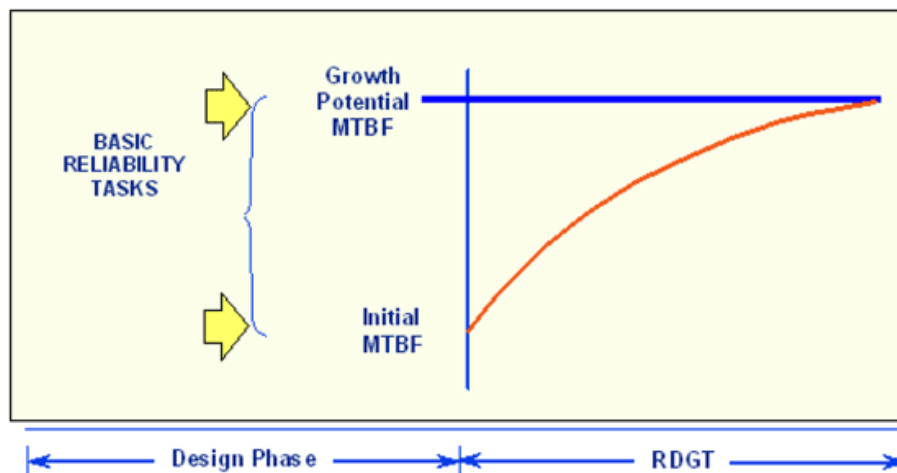 Growth
Potential
MTBF
BASIC
RELIABILITY
TASKS
Initial
MTBF
Design Phase
RDGT